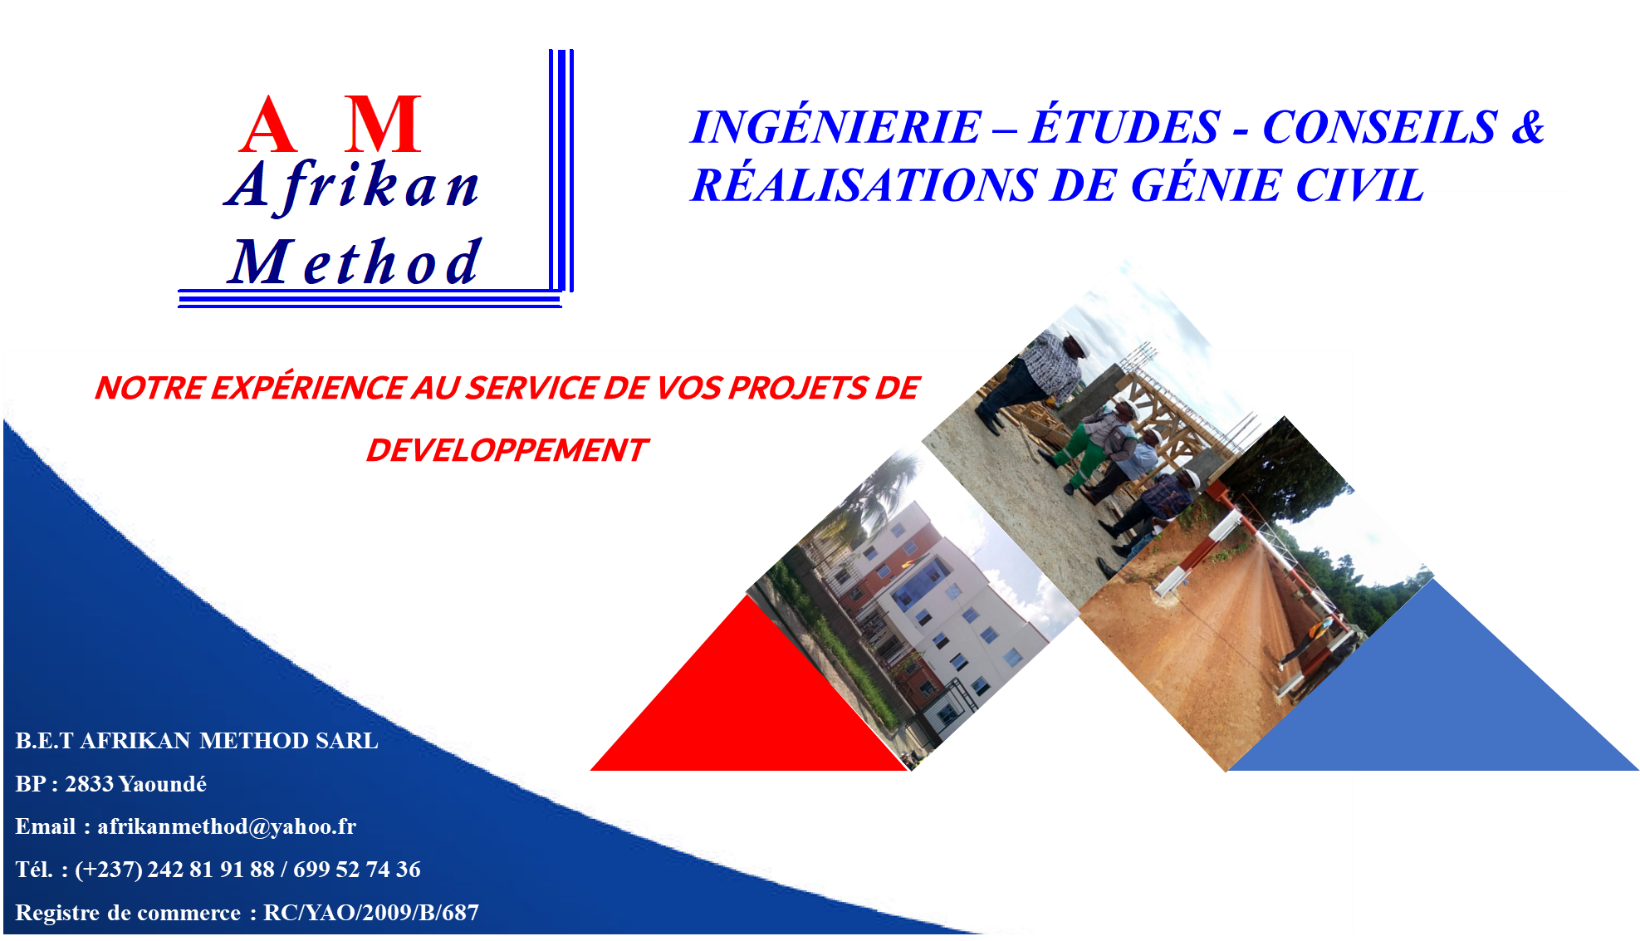 A M
Afrikan
Method
INGÉNIERIE – ÉTUDES - CONSEILS &
RÉALISATIONS DE GÉNIE CIVIL
NOTRE EXPÉRIENCE AU SERVICE DE VOS PROJETS DE
DEVELOPPEMENT
B.E.T AFRIKAN METHOD SARL
BP : 2833 Yaoundé
Email : afrikanmethod@yahoo.fr
Tél. : (+237) 242 81 91 88 / 699 52 74 36
Registre de commerce : RC/YAO/2009/B/687